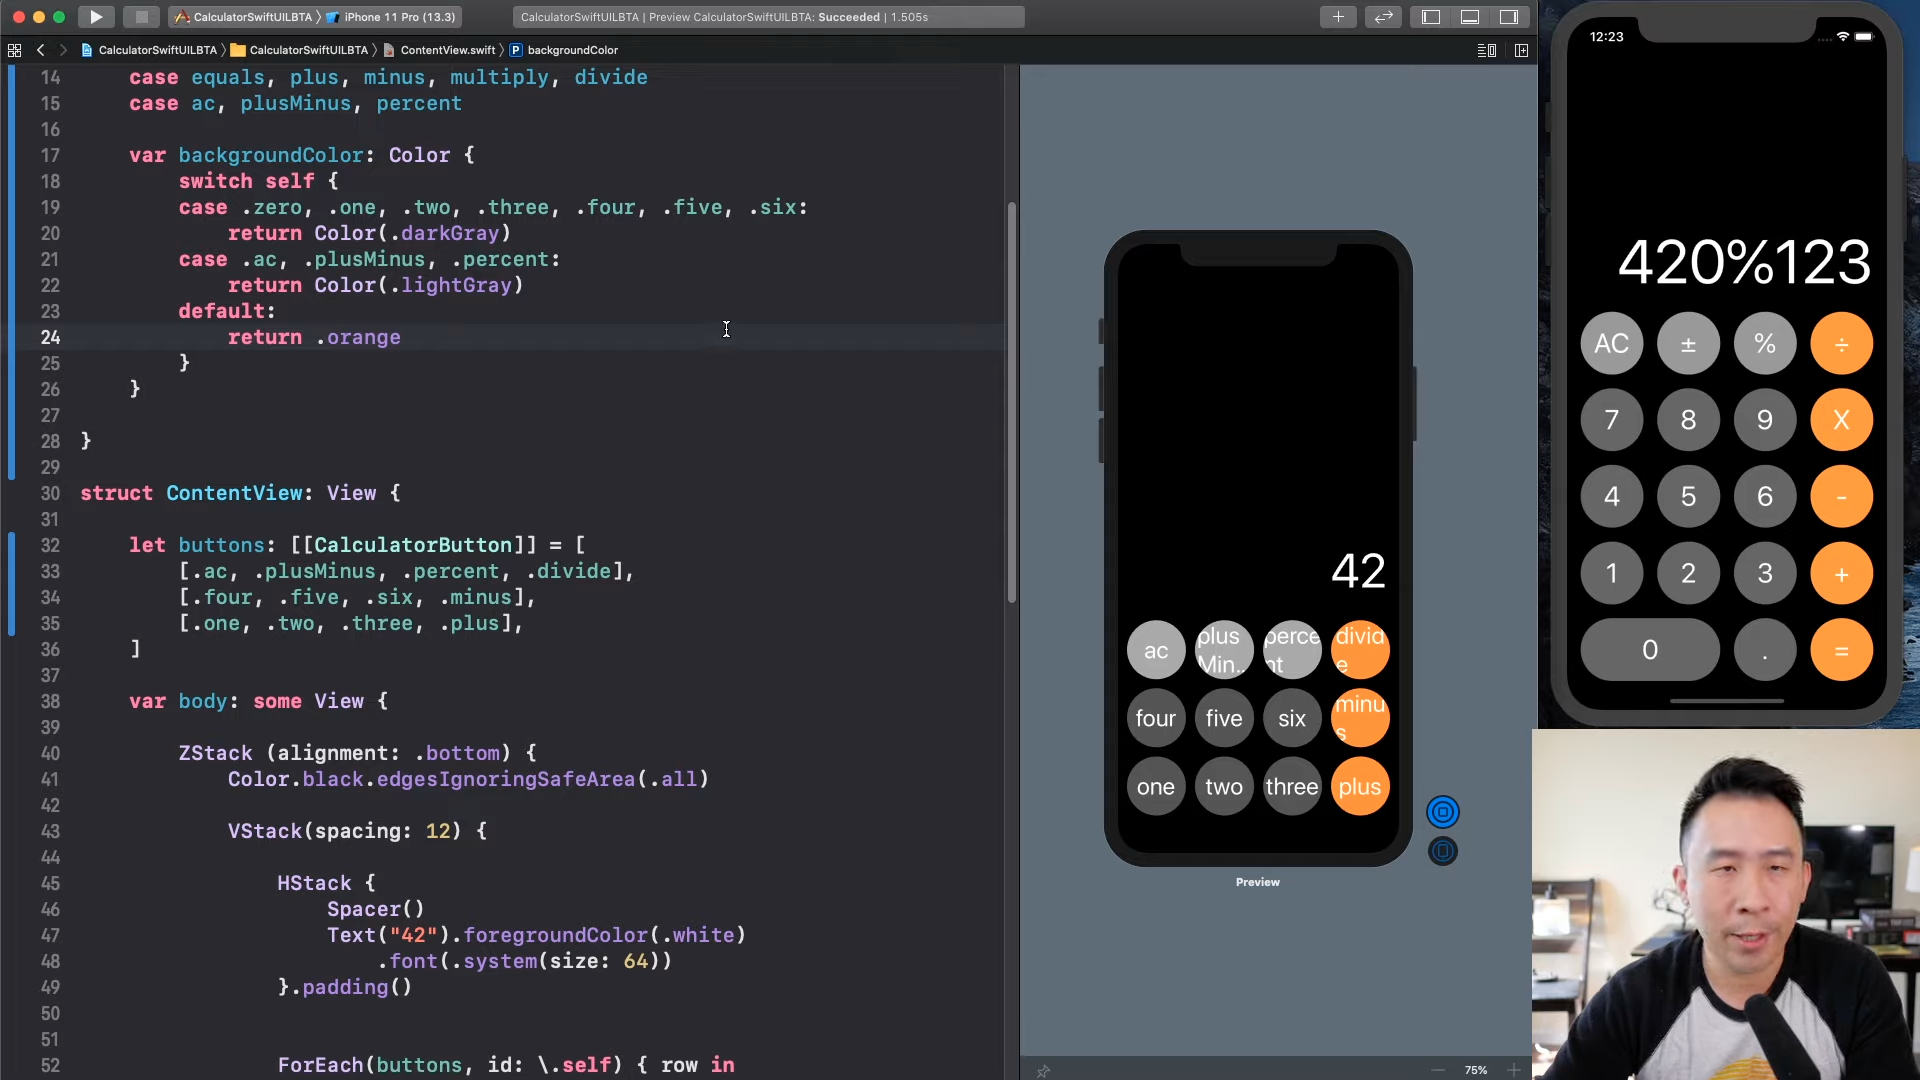 CalculatorSwiftUILBTA 〉 iPhone 11 Pro (13.3)
CalculatorSwiftUILBTA | Preview CalculatorSwiftUILBTA: Succeeded | 1.505s
CalculatorSwiftUILBTA 〉 CalculatorSwiftUILBTA 〉 ContentView.swift 〉 P backgroundColor
14 case equals, plus, minus, multiply, divide
15 case ac, plusMinus, percent
16
17 var backgroundColor: Color {
18 switch self {
19 case .zero, .one, .two, .three, .four, .five, .six:
20 return Color(.darkGray)
21 case .ac, .plusMinus, .percent:
22 return Color(.lightGray)
23 default:
24 return .orange
25 }
26 }
27
28 }
29
30 struct ContentView: View {
31
32 let buttons: [[CalculatorButton]] = [
33 [.ac, .plusMinus, .percent, .divide],
34 [.four, .five, .six, .minus],
35 [.one, .two, .three, .plus],
36 ]
37
38 var body: some View {
39
40 ZStack (alignment: .bottom) {
41 Color.black.edgesIgnoringSafeArea(.all)
42
43 VStack(spacing: 12) {
44
45 HStack {
46 Spacer()
47 Text("42").foregroundColor(.white)
48 .font(.system(size: 64))
49 }.padding()
50
51
52 ForEach(buttons, id: \.self) { row in
42
ac plus Min... perce nt divid e
four five six minu s
one two three plus
Preview
75%
12:23
420%123
AC ± % ÷
7 8 9 X
4 5 6 -
1 2 3 +
0 . =